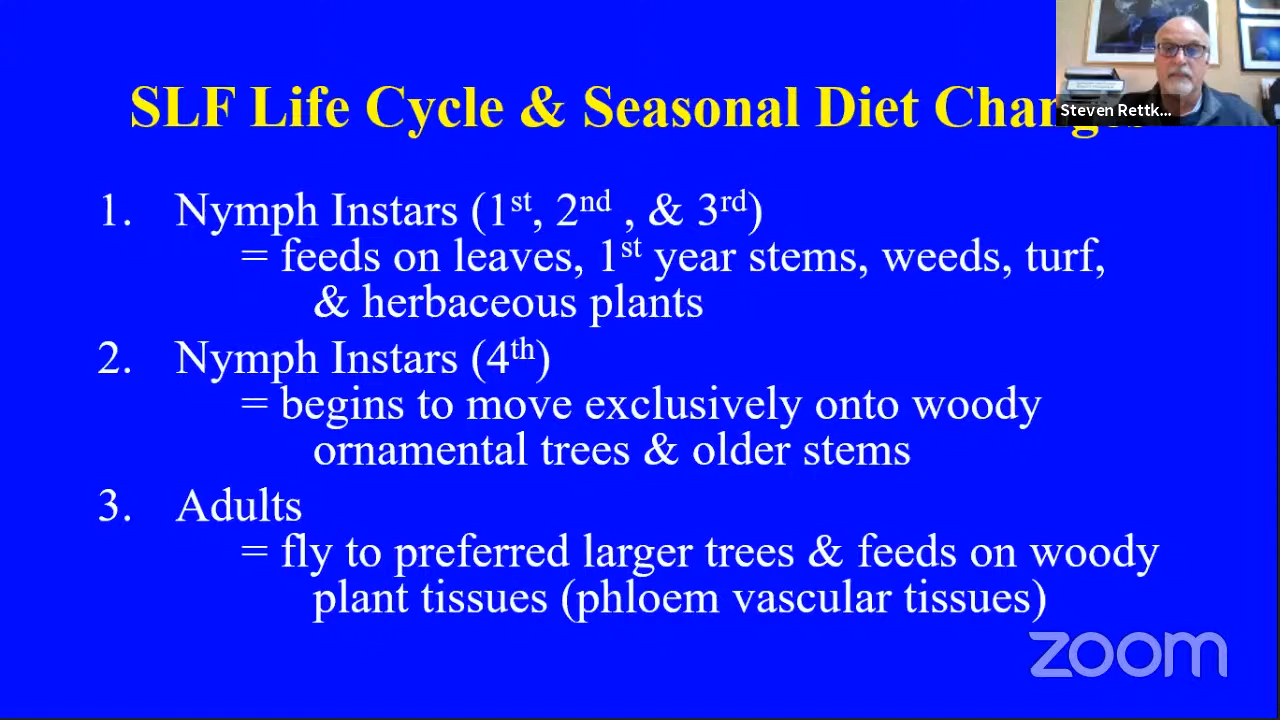 SLF Life Cycle & Seasonal Diet Changes
Steven Rettk...
1. Nymph Instars (1st, 2nd , & 3rd)
= feeds on leaves, 1st year stems, weeds, turf,
& herbaceous plants
2. Nymph Instars (4th)
= begins to move exclusively onto woody
ornamental trees & older stems
3. Adults
= fly to preferred larger trees & feeds on woody
plant tissues (phloem vascular tissues)
zoom